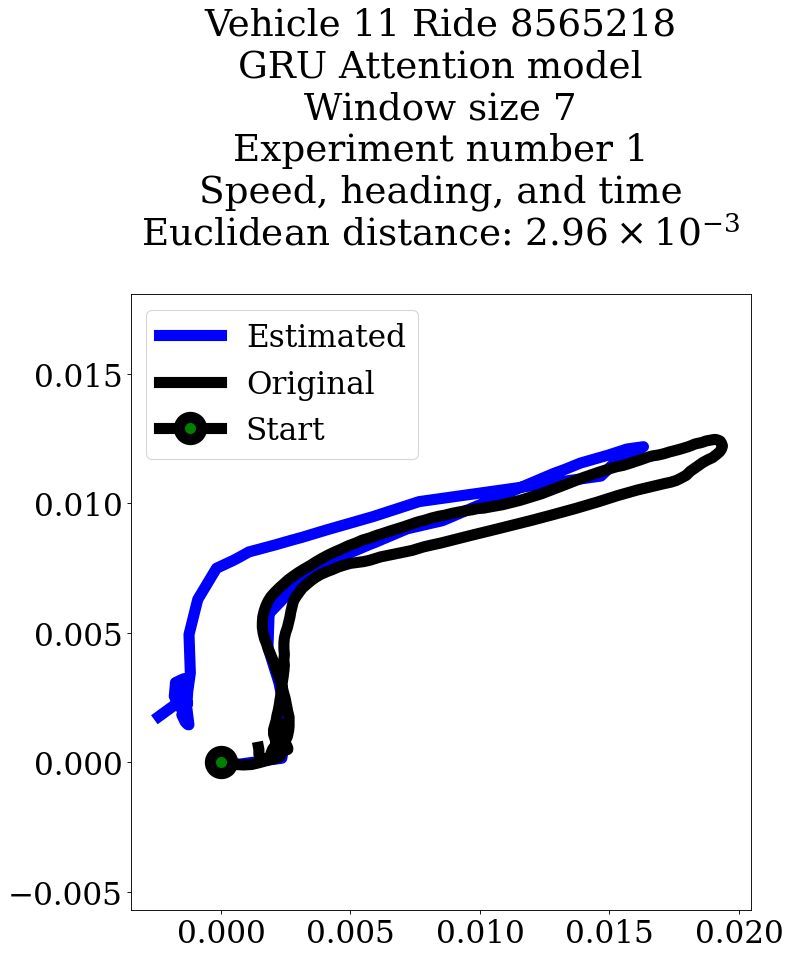 Vehicle 11 Ride 8565218
GRU Attention model
Window size 7
Experiment number 1
Speed, heading, and time
Euclidean distance: 2.96 × 10⁻³
Estimated
Original
Start
0.015
0.010
0.005
0.000
−0.005
0.000 0.005 0.010 0.015 0.020